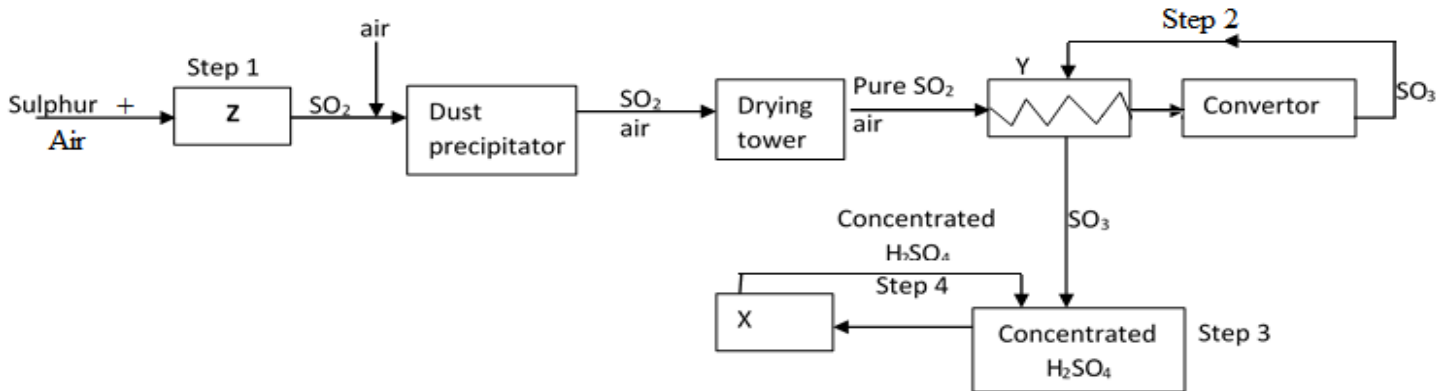 Step 2
air
Step 1
Y
Sulphur +
Air
Z
SO₂
Dust
precipitator
SO₂
air
Drying
tower
Pure SO₂
air
Convertor
SO₃
Concentrated
H₂SO₄
SO₃
Step 4
X
Concentrated
H₂SO₄
Step 3